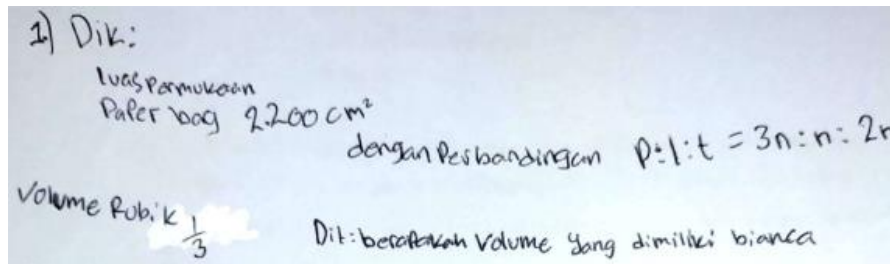 1) Dik:
luas permukaan
Paper bag 2.200 cm²
dengan Perbandingan P:l:t = 3n:n:2n
Volume Rubik 1/3
Dit: berapakah Volume yang dimiliki bianca